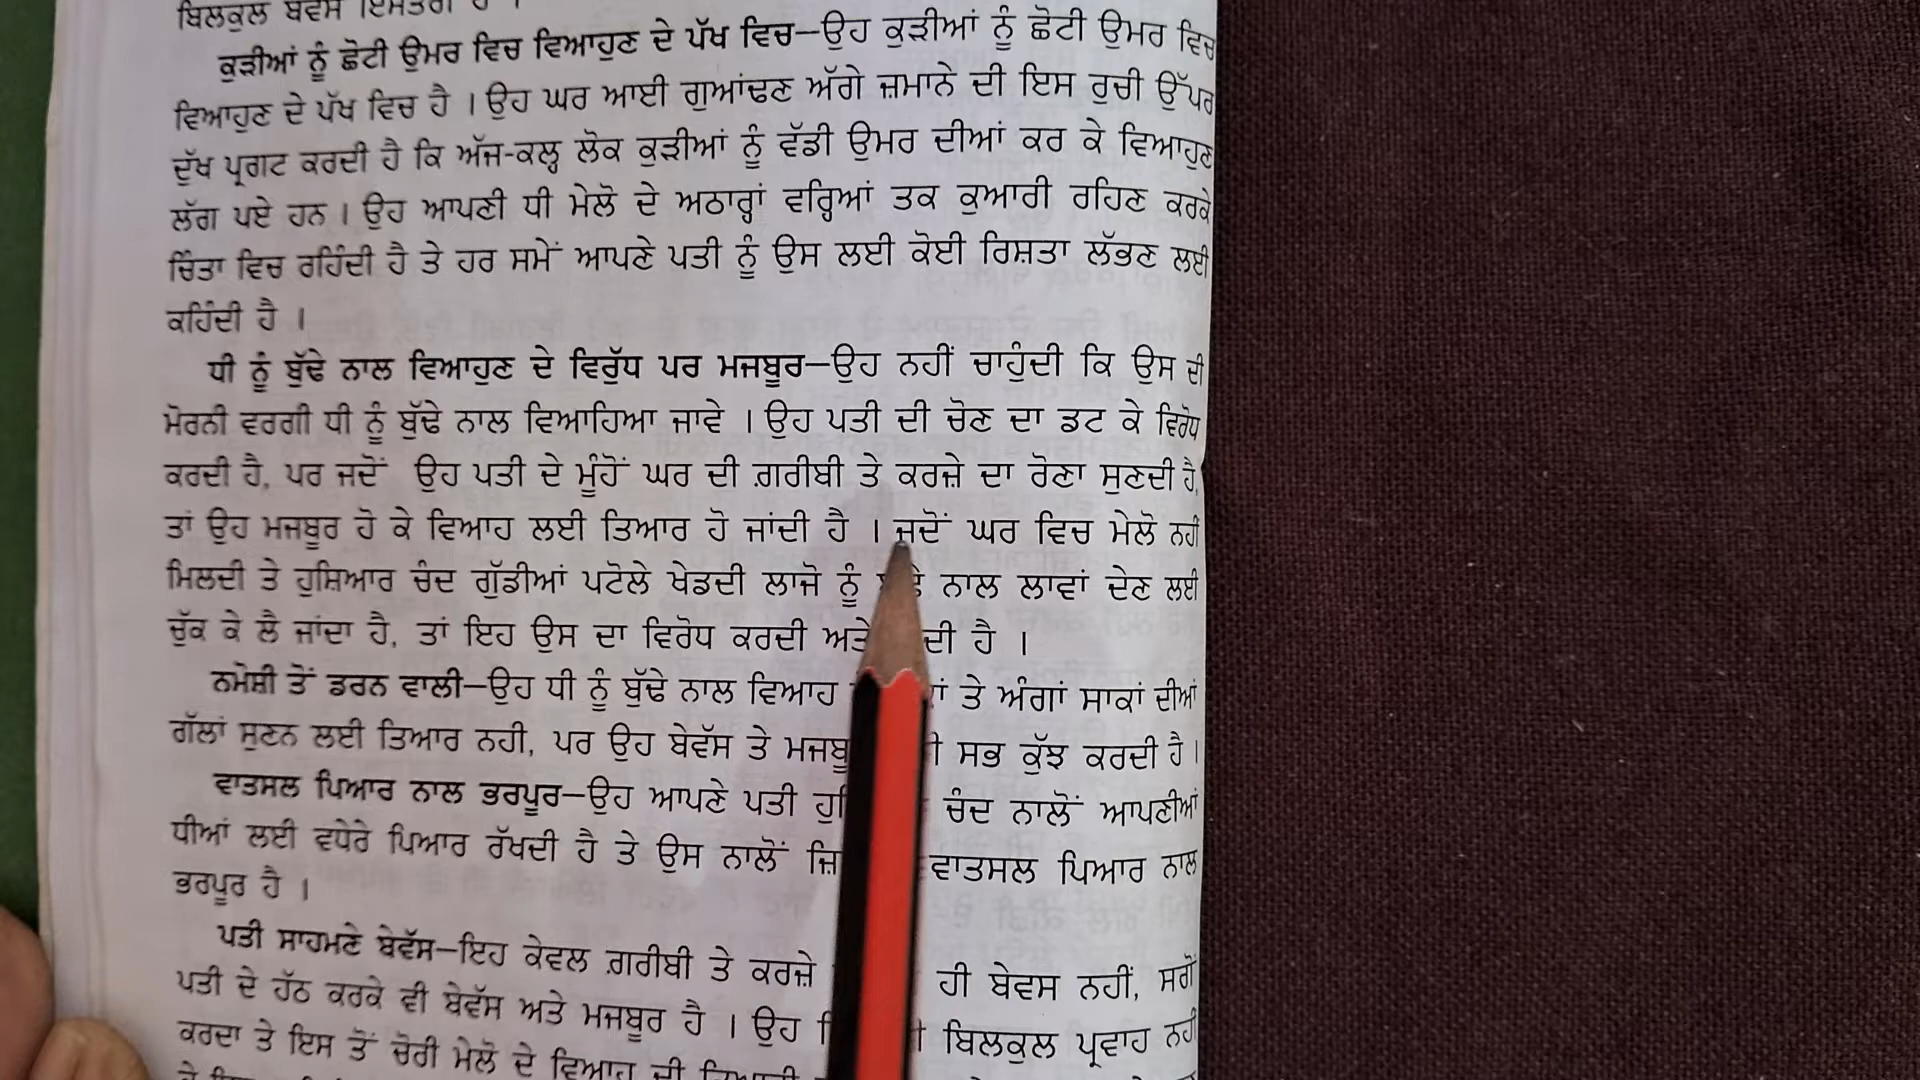 ਬਿਲਕੁਲ ਬੇਵਸ ਇਸਤਰੀ ਹੈ ।
ਕੁੜੀਆਂ ਨੂੰ ਛੋਟੀ ਉਮਰ ਵਿਚ ਵਿਆਹੁਣ ਦੇ ਪੱਖ ਵਿਚ—ਉਹ ਕੁੜੀਆਂ ਨੂੰ ਛੋਟੀ ਉਮਰ ਵਿਚ
ਵਿਆਹੁਣ ਦੇ ਪੱਖ ਵਿਚ ਹੈ । ਉਹ ਘਰ ਆਈ ਗੁਆਂਢਣ ਅੱਗੇ ਜ਼ਮਾਨੇ ਦੀ ਇਸ ਰੁਚੀ ਉੱਪਰ
ਦੁੱਖ ਪ੍ਰਗਟ ਕਰਦੀ ਹੈ ਕਿ ਅੱਜ-ਕਲ੍ਹ ਲੋਕ ਕੁੜੀਆਂ ਨੂੰ ਵੱਡੀ ਉਮਰ ਦੀਆਂ ਕਰ ਕੇ ਵਿਆਹੁਣ
ਲੱਗ ਪਏ ਹਨ । ਉਹ ਆਪਣੀ ਧੀ ਮੇਲੋ ਦੇ ਅਠਾਰ੍ਹਾਂ ਵਰ੍ਹਿਆਂ ਤਕ ਕੁਆਰੀ ਰਹਿਣ ਕਰਕੇ
ਚਿੰਤਾ ਵਿਚ ਰਹਿੰਦੀ ਹੈ ਤੇ ਹਰ ਸਮੇਂ ਆਪਣੇ ਪਤੀ ਨੂੰ ਉਸ ਲਈ ਕੋਈ ਰਿਸ਼ਤਾ ਲੱਭਣ ਲਈ
ਕਹਿੰਦੀ ਹੈ ।
ਧੀ ਨੂੰ ਬੁੱਢੇ ਨਾਲ ਵਿਆਹੁਣ ਦੇ ਵਿਰੁੱਧ ਪਰ ਮਜਬੂਰ—ਉਹ ਨਹੀਂ ਚਾਹੁੰਦੀ ਕਿ ਉਸ ਦੀ
ਮੋਰਨੀ ਵਰਗੀ ਧੀ ਨੂੰ ਬੁੱਢੇ ਨਾਲ ਵਿਆਹਿਆ ਜਾਵੇ । ਉਹ ਪਤੀ ਦੀ ਚੋਣ ਦਾ ਡਟ ਕੇ ਵਿਰੋਧ
ਕਰਦੀ ਹੈ, ਪਰ ਜਦੋਂ ਉਹ ਪਤੀ ਦੇ ਮੂੰਹੋਂ ਘਰ ਦੀ ਗ਼ਰੀਬੀ ਤੇ ਕਰਜ਼ੇ ਦਾ ਰੋਣਾ ਸੁਣਦੀ ਹੈ,
ਤਾਂ ਉਹ ਮਜਬੂਰ ਹੋ ਕੇ ਵਿਆਹ ਲਈ ਤਿਆਰ ਹੋ ਜਾਂਦੀ ਹੈ । ਜਦੋਂ ਘਰ ਵਿਚ ਮੇਲੋ ਨਹੀਂ
ਮਿਲਦੀ ਤੇ ਹੁਸ਼ਿਆਰ ਚੰਦ ਗੁੱਡੀਆਂ ਪਟੋਲੇ ਖੇਡਦੀ ਲਾਜੋ ਨੂੰ ਨਾਲ ਲਾਵਾਂ ਦੇਣ ਲਈ
ਚੁੱਕ ਕੇ ਲੈ ਜਾਂਦਾ ਹੈ, ਤਾਂ ਇਹ ਉਸ ਦਾ ਵਿਰੋਧ ਕਰਦੀ ਅਤੇ ਹੈ ।
ਨਮੋਸ਼ੀ ਤੋਂ ਡਰਨ ਵਾਲੀ—ਉਹ ਧੀ ਨੂੰ ਬੁੱਢੇ ਨਾਲ ਵਿਆਹ ਤੇ ਅੰਗਾਂ ਸਾਕਾਂ ਦੀਆਂ
ਗੱਲਾਂ ਸੁਣਨ ਲਈ ਤਿਆਰ ਨਹੀ, ਪਰ ਉਹ ਬੇਵੱਸ ਤੇ ਸਭ ਕੁੱਝ ਕਰਦੀ ਹੈ ।
ਵਾਤਸਲ ਪਿਆਰ ਨਾਲ ਭਰਪੂਰ—ਉਹ ਆਪਣੇ ਪਤੀ ਚੰਦ ਨਾਲੋਂ ਆਪਣੀਆਂ
ਧੀਆਂ ਲਈ ਵਧੇਰੇ ਪਿਆਰ ਰੱਖਦੀ ਹੈ ਤੇ ਉਸ ਨਾਲੋਂ ਵਾਤਸਲ ਪਿਆਰ ਨਾਲ
ਭਰਪੂਰ ਹੈ ।
ਪਤੀ ਸਾਹਮਣੇ ਬੇਵੱਸ—ਇਹ ਕੇਵਲ ਗ਼ਰੀਬੀ ਤੇ ਕਰਜ਼ੇ ਹੀ ਬੇਵਸ ਨਹੀਂ, ਸਗੋਂ
ਪਤੀ ਦੇ ਹੱਠ ਕਰਕੇ ਵੀ ਬੇਵੱਸ ਅਤੇ ਮਜਬੂਰ ਹੈ । ਉਹ ਬਿਲਕੁਲ ਪ੍ਰਵਾਹ ਨਹੀਂ
ਕਰਦਾ ਤੇ ਇਸ ਤੋਂ ਚੋਰੀ ਮੇਲੋ ਦੇ ਵਿਆਹ ਦੀ ਤਿਆਰੀ